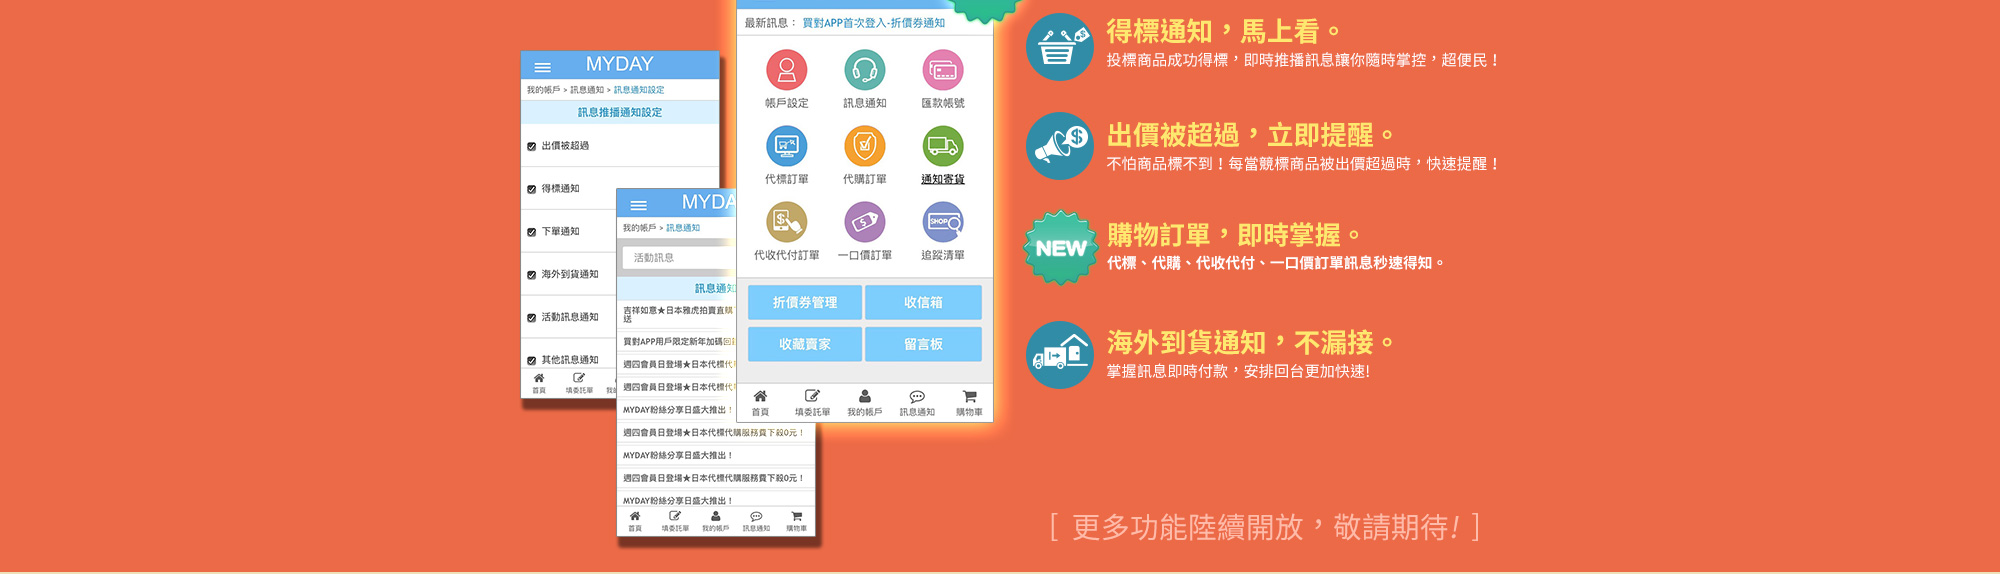 MYDAY
我的帳戶 > 訊息通知 > 訊息通知設定
訊息推播通知設定
出價被超過
得標通知
下單通知
海外到貨通知
活動訊息通知
其他訊息通知
首頁
填委託單
MYDA
我的帳戶 > 訊息通知
活動訊息
訊息通知
吉祥如意★日本雅虎拍賣直購
送
買對APP用戶限定新年加碼回
週四會員日登場★日本代標代
週四會員日登場★日本代標代
MYDAY粉絲分享日盛大推出！
週四會員日登場★日本代標代購服務費下殺0元！
MYDAY粉絲分享日盛大推出！
週四會員日登場★日本代標代購服務費下殺0元！
MYDAY粉絲分享日盛大推出！
首頁 填委託單 我的帳戶 訊息通知 購物車
最新訊息： 買對APP首次登入-折價券通知
帳戶設定 訊息通知 匯款帳號
代標訂單 代購訂單 通知寄貨
SHOP
代收代付訂單 一口價訂單 追蹤清單
折價券管理 收信箱
收藏賣家 留言板
首頁 填委託單 我的帳戶 訊息通知 購物車
得標通知，馬上看。
投標商品成功得標，即時推播訊息讓你隨時掌控，超便民！
出價被超過，立即提醒。
不怕商品標不到！每當競標商品被出價超過時，快速提醒！
NEW
購物訂單，即時掌握。
代標、代購、代收代付、一口價訂單訊息秒速得知。
海外到貨通知，不漏接。
掌握訊息即時付款，安排回台更加快速!
[ 更多功能陸續開放，敬請期待! ]